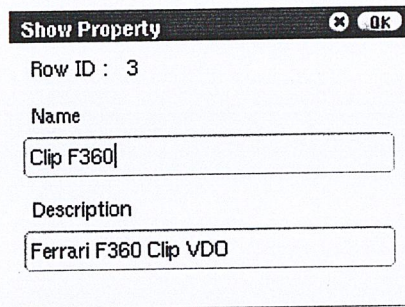 Show Property OK
Row ID : 3
Name
Clip F360
Description
Ferrari F360 Clip VDO